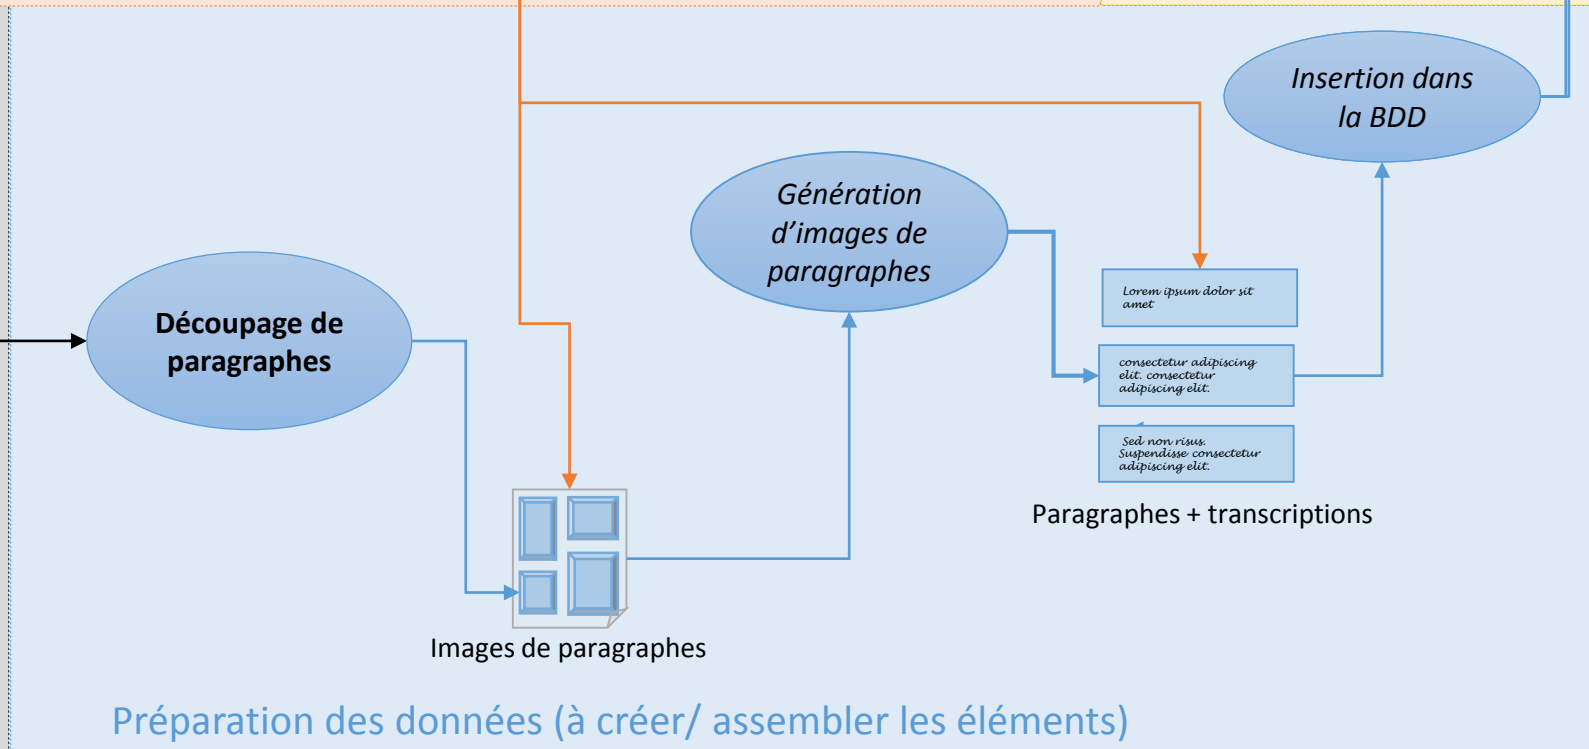 Insertion dans
la BDD
Génération
d’images de
paragraphes
Découpage de
paragraphes
Lorem ipsum dolor sit
amet
consectetur adipiscing
elit. consectetur
adipiscing elit.
Sed non risus.
Suspendisse consectetur
adipiscing elit.
Paragraphes + transcriptions
Images de paragraphes
Préparation des données (à créer/ assembler les éléments)